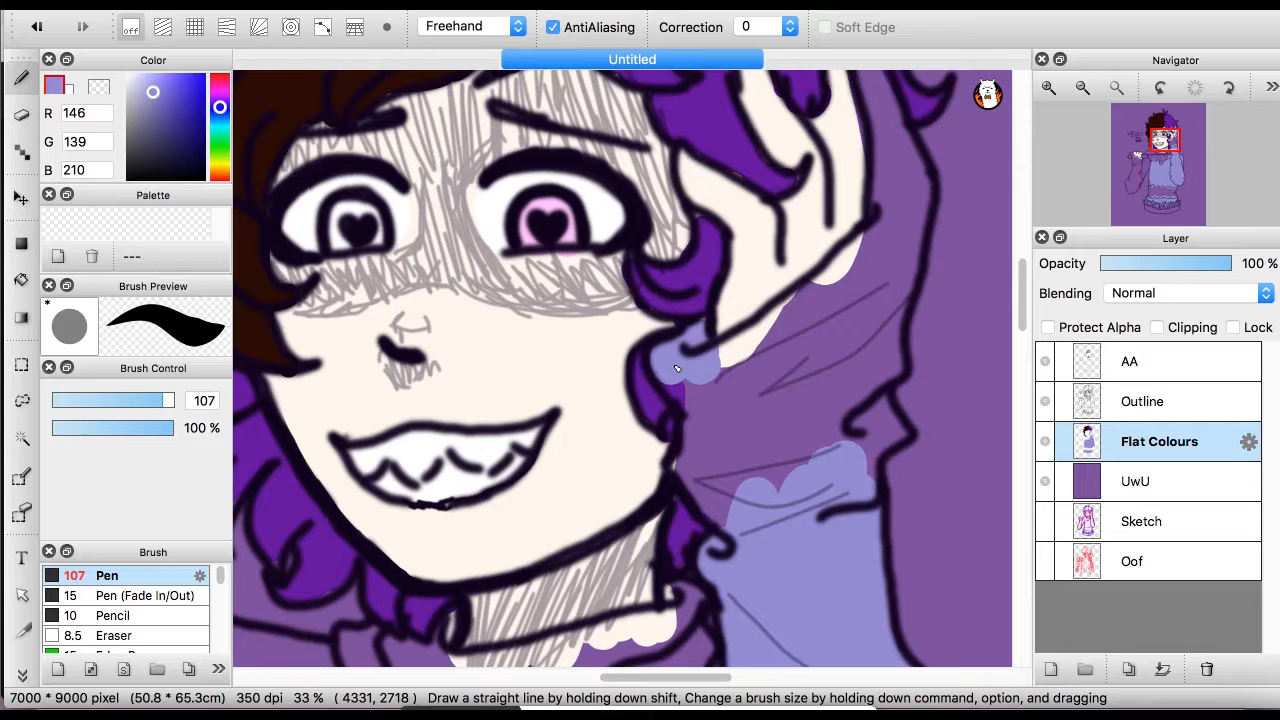 off Freehand AntiAliasing Correction 0 Soft Edge
Color
R 146
G 139
B 210
Palette
---
Brush Preview
*
Brush Control
107
100 %
Brush
107 Pen
15 Pen (Fade In/Out)
10 Pencil
8.5 Eraser
Untitled
Navigator
Layer
Opacity 100 %
Blending Normal
Protect Alpha Clipping Lock
AA
Outline
Flat Colours
UwU
Sketch
Oof
T
7000 * 9000 pixel (50.8 * 65.3cm) 350 dpi 33 % ( 4331, 2718 ) Draw a straight line by holding down shift, Change a brush size by holding down command, option, and dragging